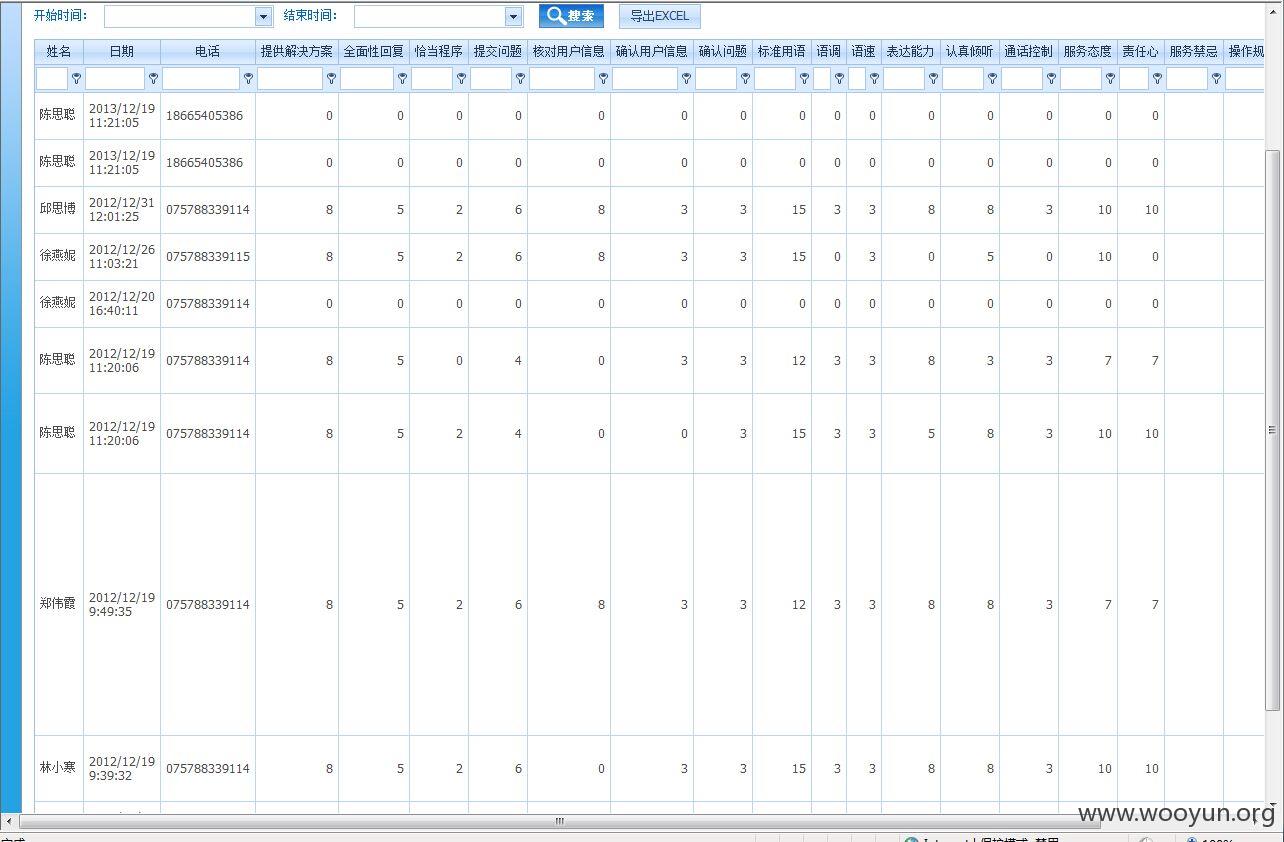 开始时间： 结束时间： 搜索 导出EXCEL
姓名 日期 电话 提供解决方案 全面性回复 恰当程序 提交问题 核对用户信息 确认用户信息 确认问题 标准用语 语调 语速 表达能力 认真倾听 通话控制 服务态度 责任心 服务禁忌 操作规
陈思聪 2013/12/19 11:21:05 18665405386 0 0 0 0 0 0 0 0 0 0 0 0 0 0 0
陈思聪 2013/12/19 11:21:05 18665405386 0 0 0 0 0 0 0 0 0 0 0 0 0 0 0
邱思博 2012/12/31 12:01:25 075788339114 8 5 2 6 8 3 3 15 3 3 8 8 3 10 10
徐燕妮 2012/12/26 11:03:21 075788339115 8 5 2 6 8 3 3 15 0 3 0 5 0 10 0
徐燕妮 2012/12/20 16:40:11 075788339114 0 0 0 0 0 0 0 0 0 0 0 0 0 0 0
陈思聪 2012/12/19 11:20:06 075788339114 8 5 0 4 0 3 3 12 3 3 8 3 3 7 7
陈思聪 2012/12/19 11:20:06 075788339114 8 5 2 4 0 0 3 15 3 3 5 8 3 10 10
郑伟霞 2012/12/19 9:49:35 075788339114 8 5 2 6 8 3 3 12 3 3 8 8 3 7 7
林小寒 2012/12/19 9:39:32 075788339114 8 5 2 6 0 3 3 15 3 3 8 8 3 10 10
www.wooyun.org